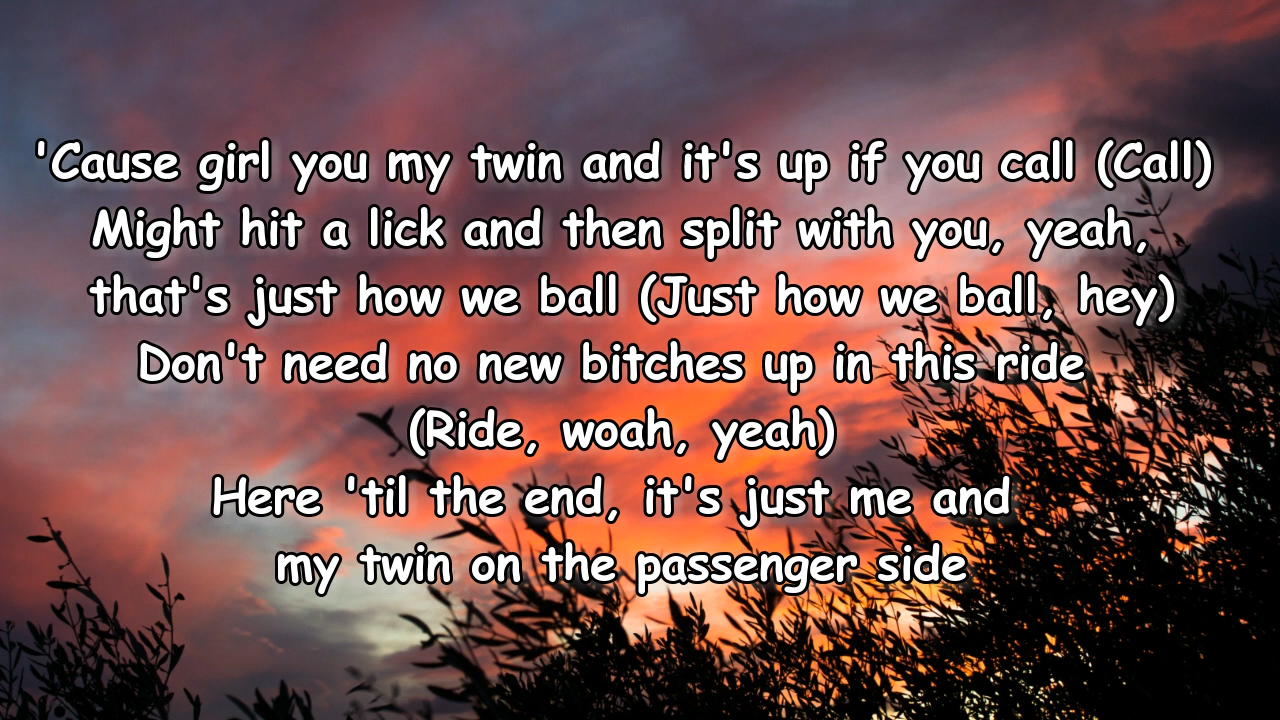 'Cause girl you my twin and it's up if you call (Call)
Might hit a lick and then split with you, yeah,
that's just how we ball (Just how we ball, hey)
Don't need no new bitches up in this ride
(Ride, woah, yeah)
Here 'til the end, it's just me and
my twin on the passenger side